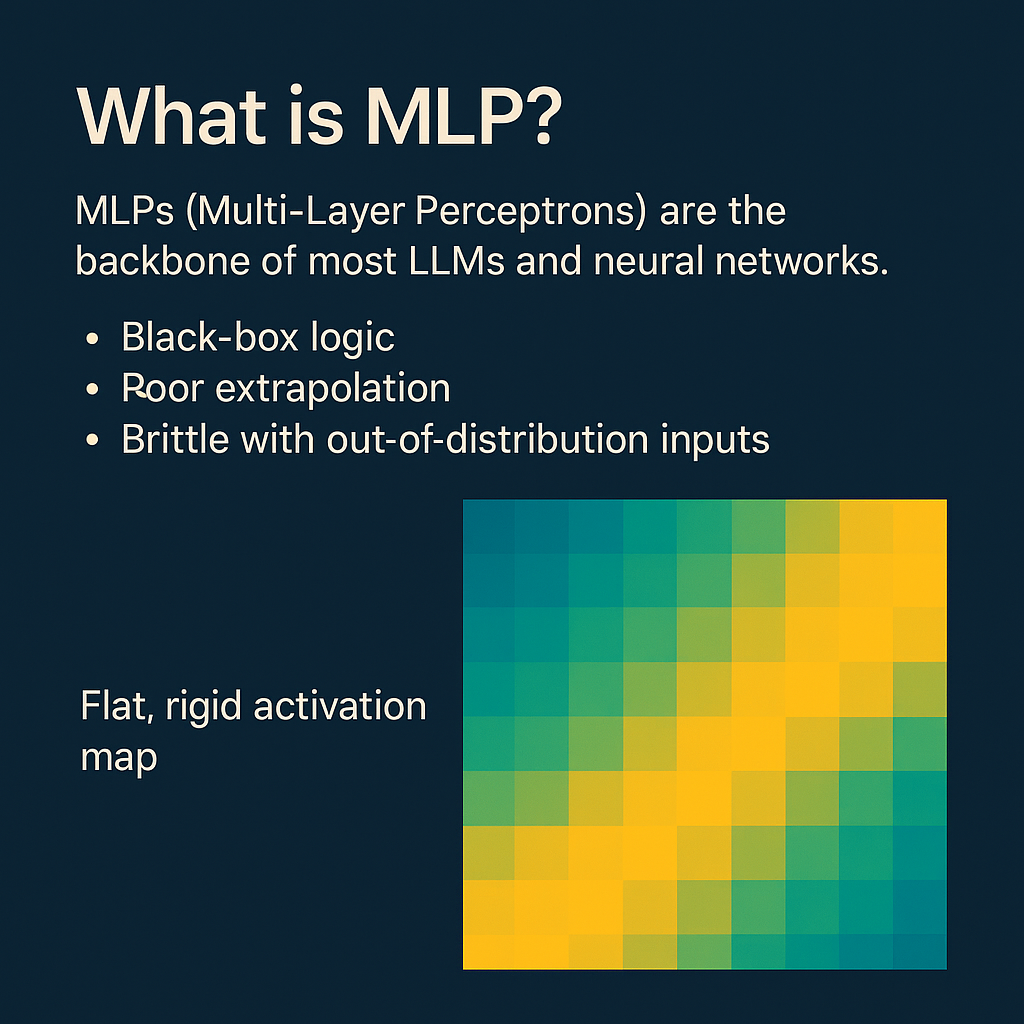 What is MLP?
MLPs (Multi-Layer Perceptrons) are the
backbone of most LLMs and neural networks.
• Black-box logic
• Poor extrapolation
• Brittle with out-of-distribution inputs
Flat, rigid activation
map